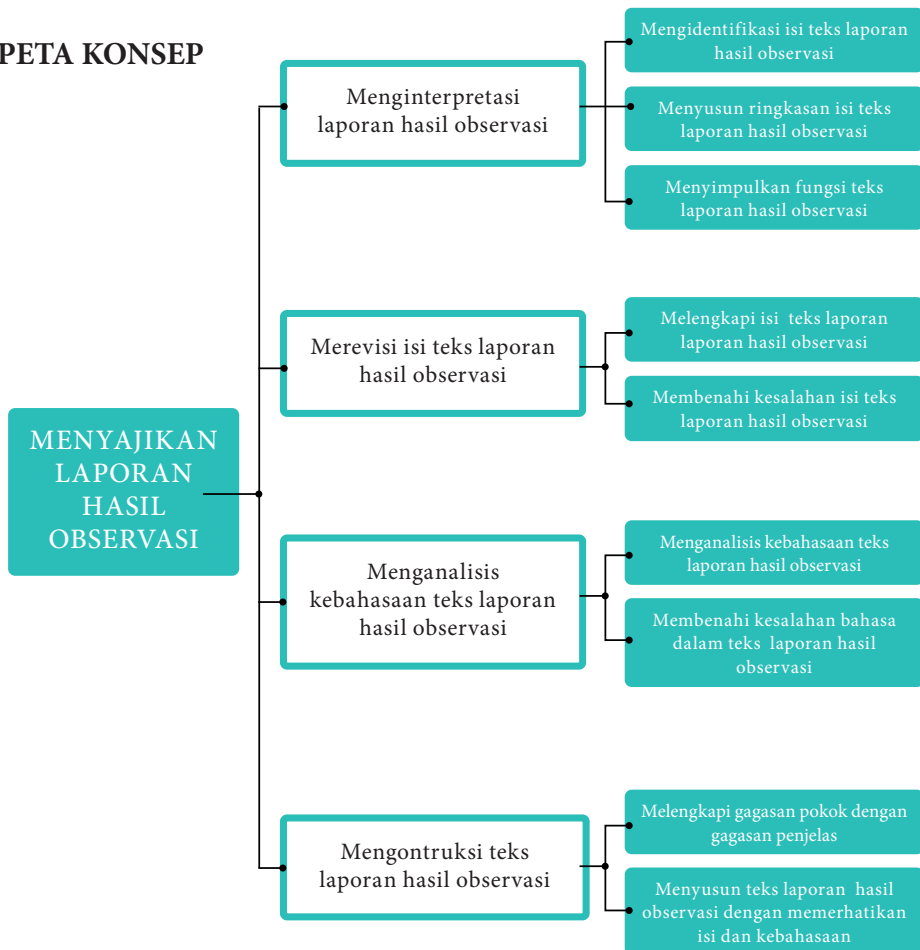 PETA KONSEP
MENYAJIKAN
LAPORAN
HASIL
OBSERVASI
Menginterpretasi
laporan hasil observasi
Mengidentifikasi isi teks laporan
hasil observasi
Menyusun ringkasan isi teks
laporan hasil observasi
Menyimpulkan fungsi teks
laporan hasil observasi
Merevisi isi teks laporan
hasil observasi
Melengkapi isi teks laporan
laporan hasil observasi
Membenahi kesalahan isi teks
laporan hasil observasi
Menganalisis
kebahasaan teks laporan
hasil observasi
Menganalisis kebahasaan teks
laporan hasil observasi
Membenahi kesalahan bahasa
dalam teks laporan hasil
observasi
Mengontruksi teks
laporan hasil observasi
Melengkapi gagasan pokok dengan
gagasan penjelas
Menyusun teks laporan hasil
observasi dengan memerhatikan
isi dan kebahasaan